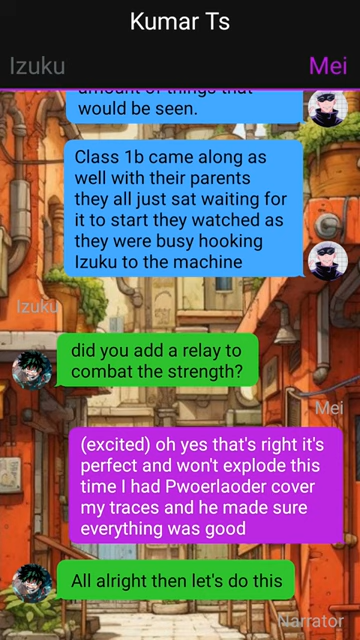 Kumar Ts
Izuku
Mei
amount of things that
would be seen.
Class 1b came along as
well with their parents
they all just sat waiting for
it to start they watched as
they were busy hooking
Izuku to the machine
Izuku
did you add a relay to
combat the strength?
Mei
(excited) oh yes that's right it's
perfect and won't explode this
time I had Pwoerlaoder cover
my traces and he made sure
everything was good
All alright then let's do this
Narrator